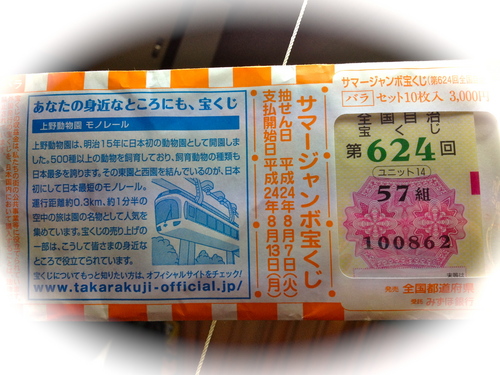 あなたの身近なところにも、宝くじ
上野動物園 モノレール
上野動物園は、明治15年に日本初の動物園として開園しま
した。500種以上の動物を飼育しており、飼育動物の種類も
日本最多を誇ります。その東園と西園を結んでいるのが、日本
初にして日本最短のモノレール。
運行距離約0.3km、約1分半の
空中の旅は園の名物として人気を
集めています。宝くじの売り上げの
一部は、こうして皆さまの身近な
ところで役立てられています。
宝くじについてもっと知りたい方は、オフィシャルサイトをチェック!
www.takarakuji-official.jp/
サマージャンボ宝くじ
抽せん日 平成24年8月7日(火)
支払開始日 平成24年8月13日(月)
サマージャンボ宝くじ(第624回全国
バラ セット10枚入 3,000円
全国自治
宝くじ
第624回
ユニット14
57組
100862
発売 全国都道府県
みずほ銀行